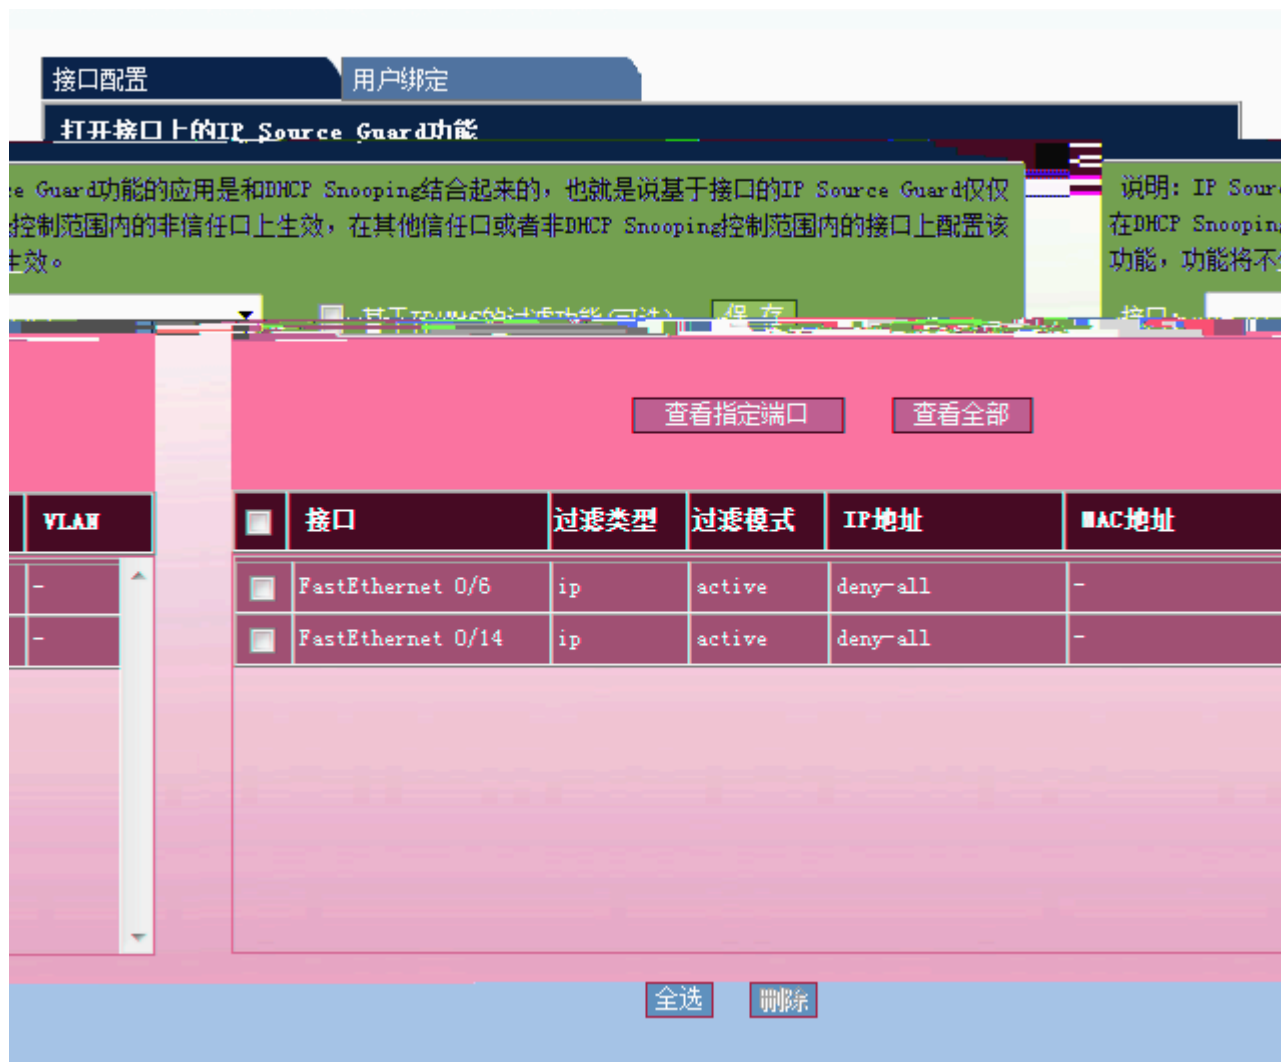 接口配置 用户绑定
打开接口上的IP Source Guard功能
ce Guard功能的应用是和DHCP Snooping结合起来的，也就是说基于接口的IP Source Guard仅仅 说明：IP Sour
控制范围内的非信任口上生效，在其他信任口或者非DHCP Snooping控制范围内的接口上配置该 在DHCP Snooping
生效。 功能，功能将不
保存 接口：
查看指定端口 查看全部
VLAN 接口 过滤类型 过滤模式 IP地址 MAC地址
- FastEthernet 0/6 ip active deny-all -
- FastEthernet 0/14 ip active deny-all -
全选 删除